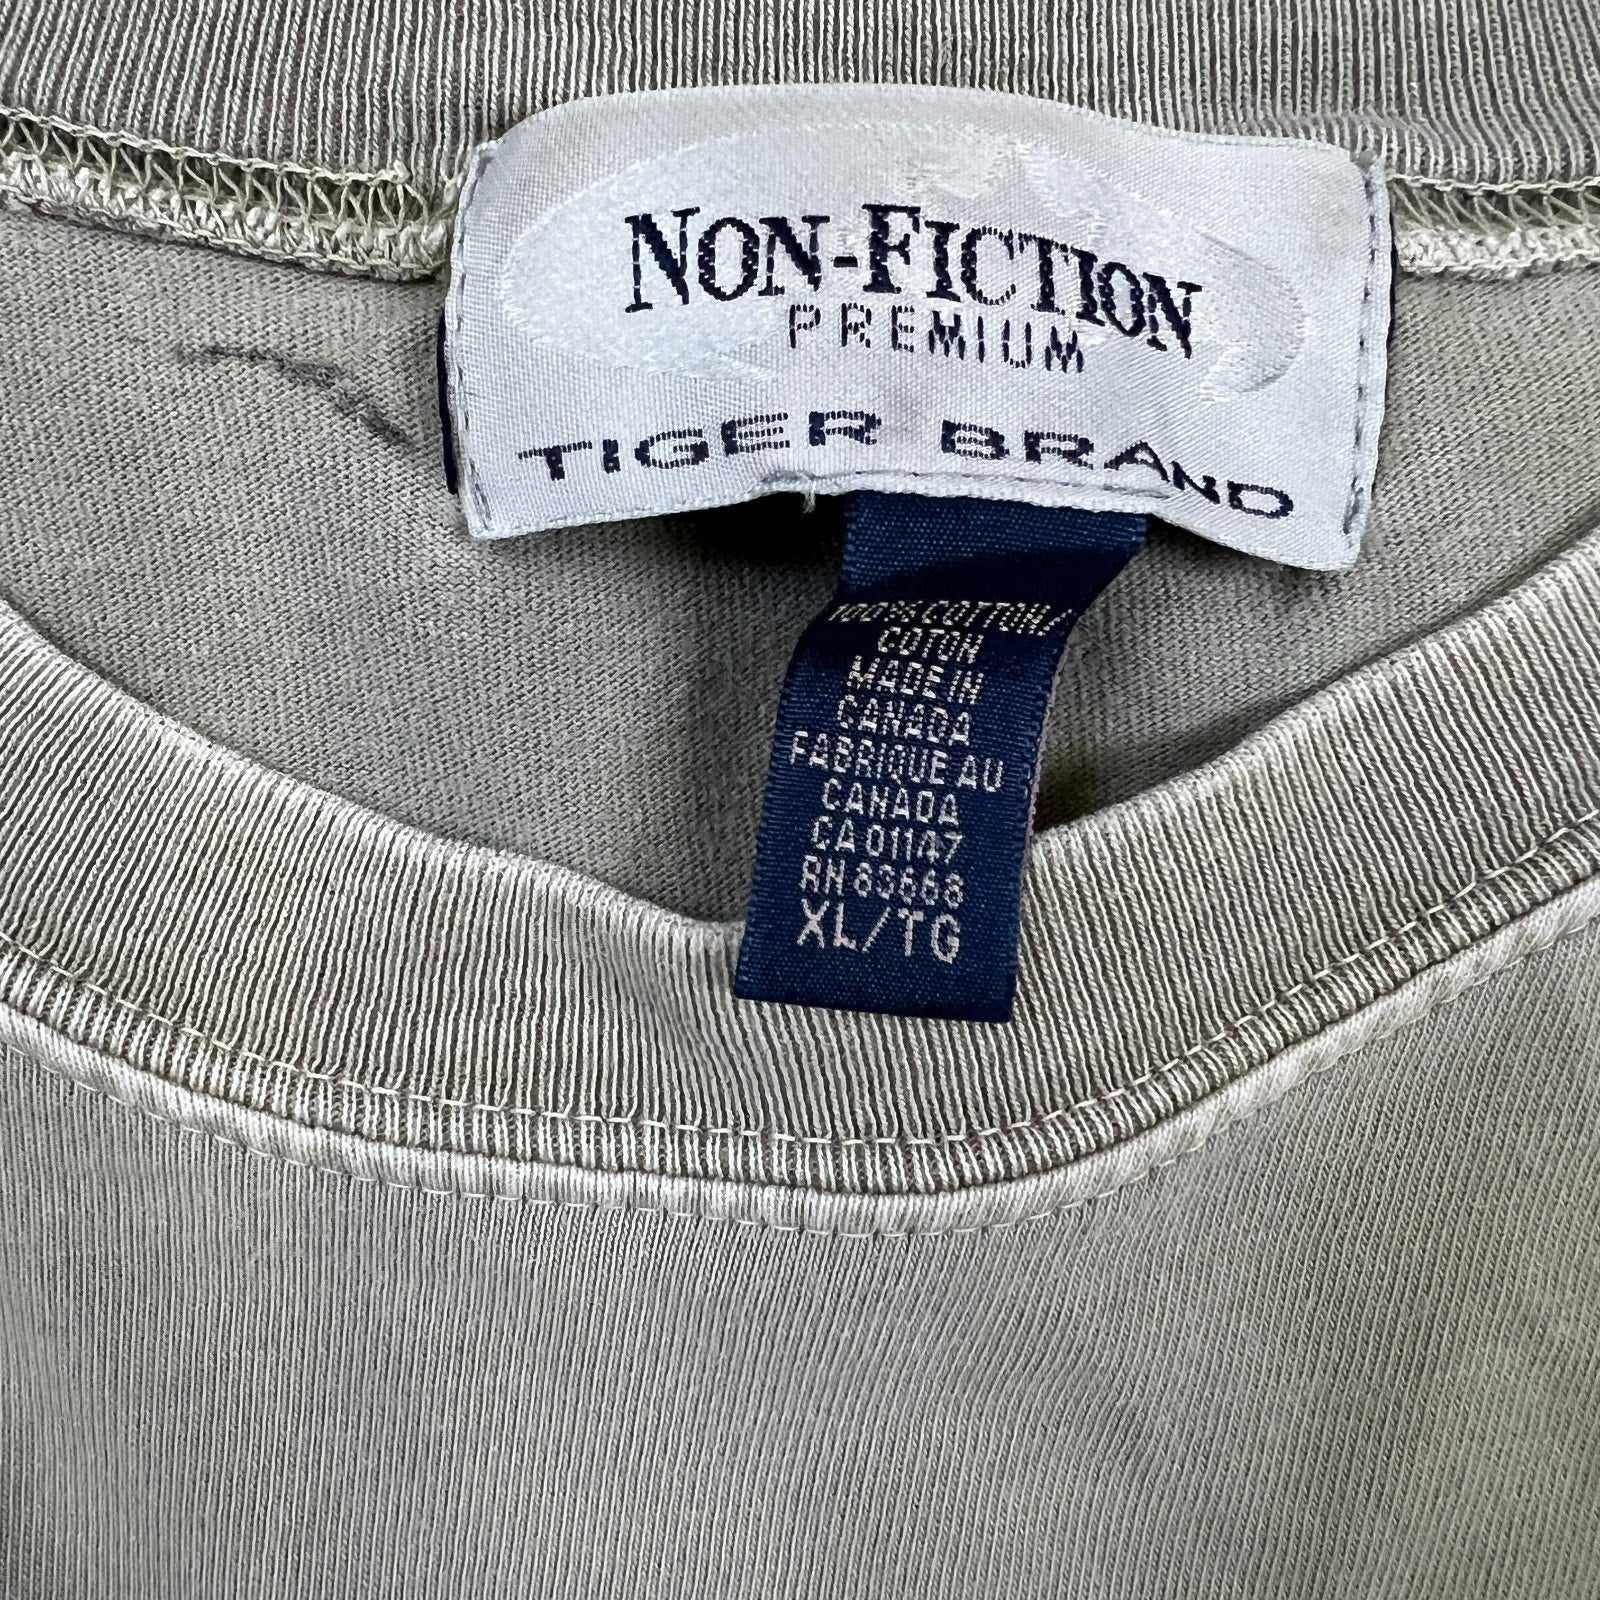 NON-FICTION
PREMIUM
TIGER BRAND
100% COTTON/
COTON
MADE IN
CANADA
FABRIQUE AU
CANADA
CA 01147
RN 83668
XL/TG